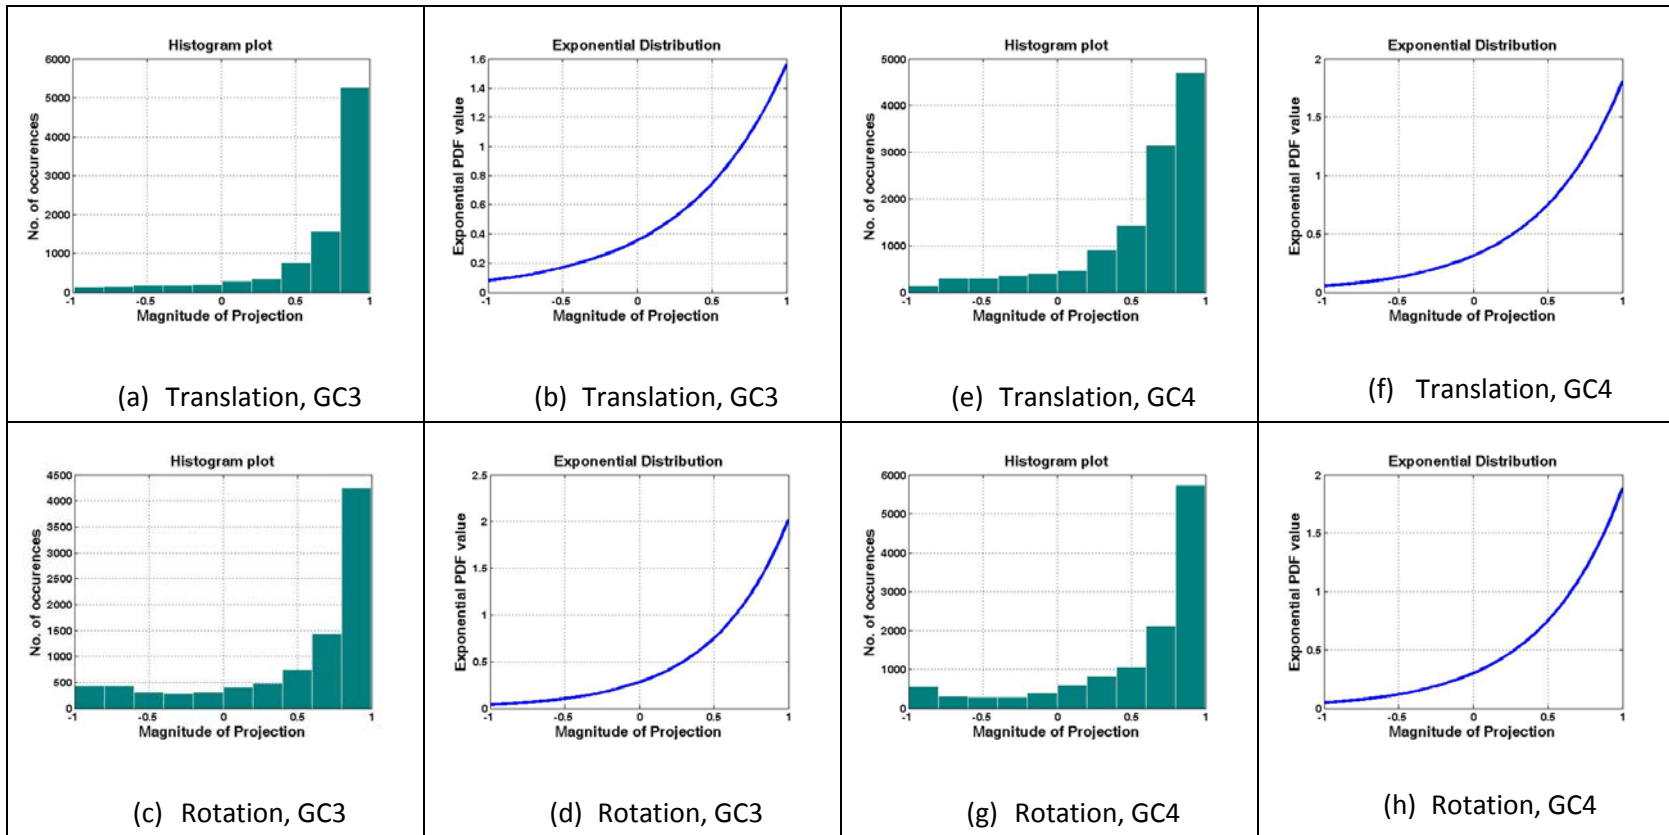 Histogram plot
6000
5000
4000
3000
2000
1000
0
-1
-0.5
0
0.5
1
No. of occurences
Magnitude of Projection
(a) Translation, GC3
Exponential Distribution
1.6
1.4
1.2
1
0.8
0.6
0.4
0.2
0
-1
-0.5
0
0.5
1
Exponential PDF value
Magnitude of Projection
(b) Translation, GC3
Histogram plot
5000
4000
3000
2000
1000
0
-1
-0.5
0
0.5
1
No. of occurences
Magnitude of Projection
(e) Translation, GC4
Exponential Distribution
2
1.5
1
0.5
0
-1
-0.5
0
0.5
1
Exponential PDF value
Magnitude of Projection
(f) Translation, GC4
Histogram plot
4500
4000
3500
3000
2500
2000
1500
1000
500
0
-1
-0.5
0
0.5
1
No. of occurences
Magnitude of Projection
(c) Rotation, GC3
Exponential Distribution
2.5
2
1.5
1
0.5
0
-1
-0.5
0
0.5
1
Exponential PDF value
Magnitude of Projection
(d) Rotation, GC3
Histogram plot
6000
5000
4000
3000
2000
1000
0
-1
-0.5
0
0.5
1
No. of occurences
Magnitude of Projection
(g) Rotation, GC4
Exponential Distribution
2
1.5
1
0.5
0
-1
-0.5
0
0.5
1
Exponential PDF value
Magnitude of Projection
(h) Rotation, GC4